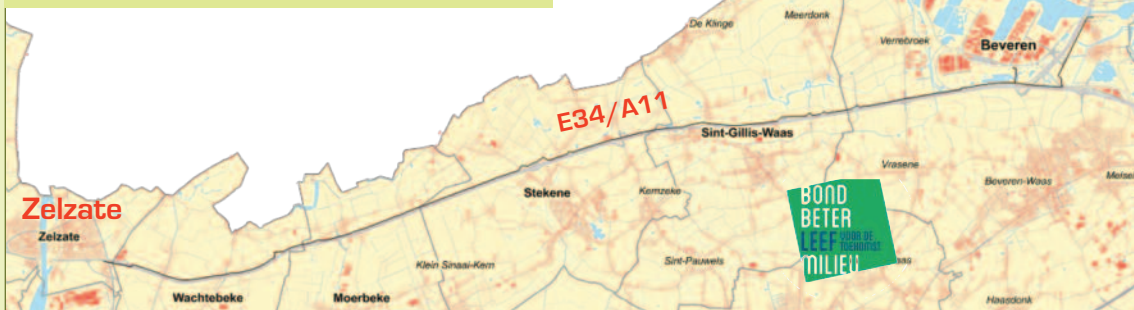 De Klinge
Meerdonk
Verrebroek
Beveren
E34/A11
Sint-Gillis-Waas
Vrasene
Beveren-Waas
Stekene
Kemzeke
BOND
BETER
LEEF VOOR DE TOEKOMST
MILIEU
Zelzate
Zelzate
Klein Sinaai-Kern
Sint-Pauwels
Wachtebeke
Moerbeke
Haasdonk